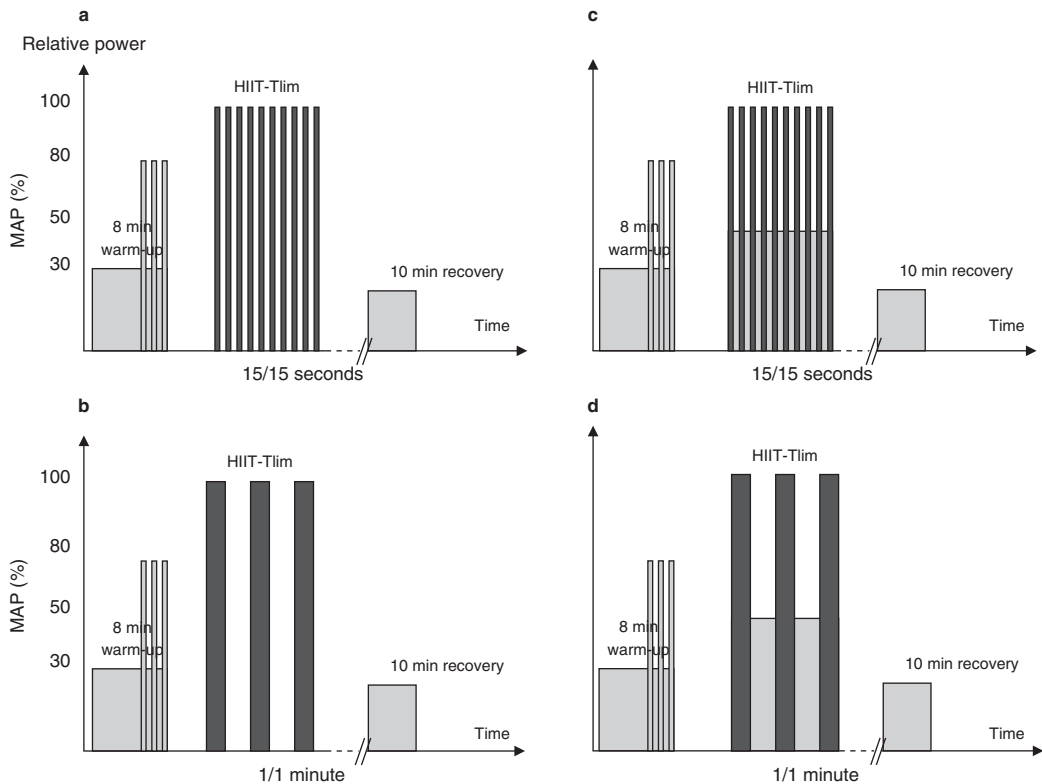 a
Relative power
MAP (%)
100
80
50
30
HIIT-Tlim
8 min
warm-up
10 min recovery
Time
15/15 seconds
c
HIIT-Tlim
8 min
warm-up
10 min recovery
Time
15/15 seconds
b
MAP (%)
100
80
50
30
HIIT-Tlim
8 min
warm-up
10 min recovery
Time
1/1 minute
d
HIIT-Tlim
8 min
warm-up
10 min recovery
Time
1/1 minute